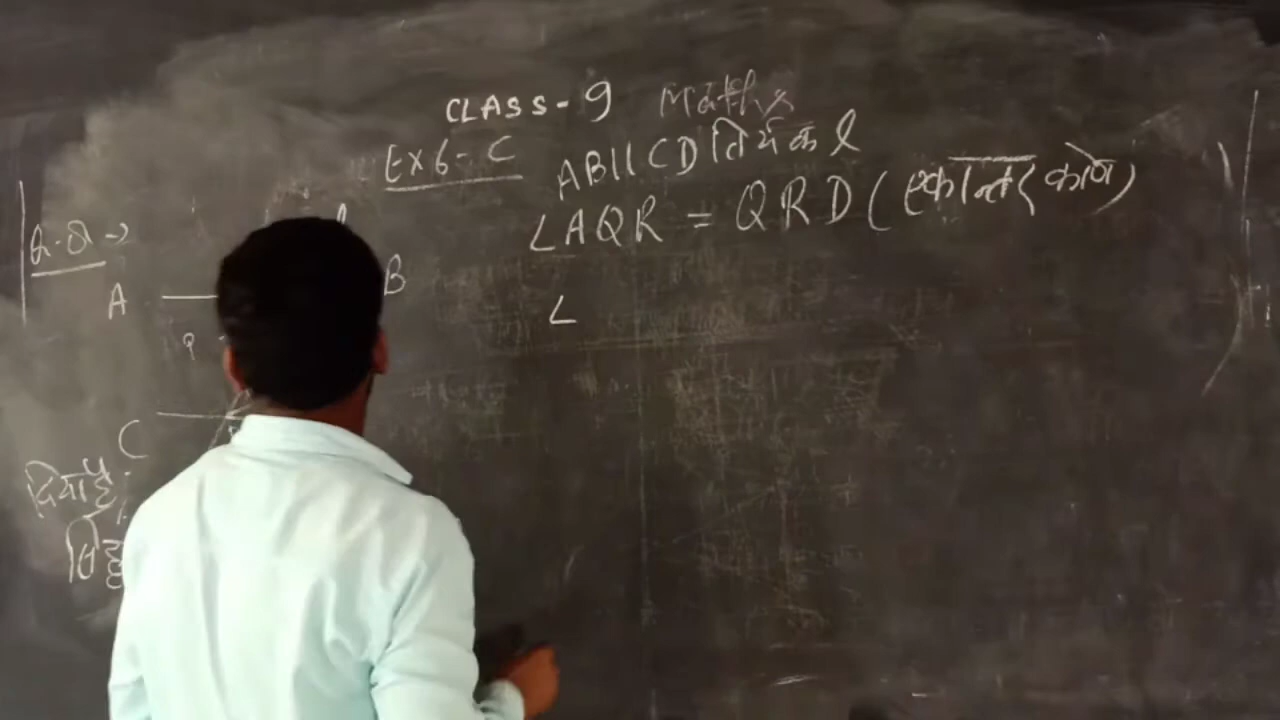 CLASS-9 Maths
Ex 6-C
AB||CD तिर्यक l
∠AQR = QRD (एकान्तर कोण)
∠
A
B
C
दिया है